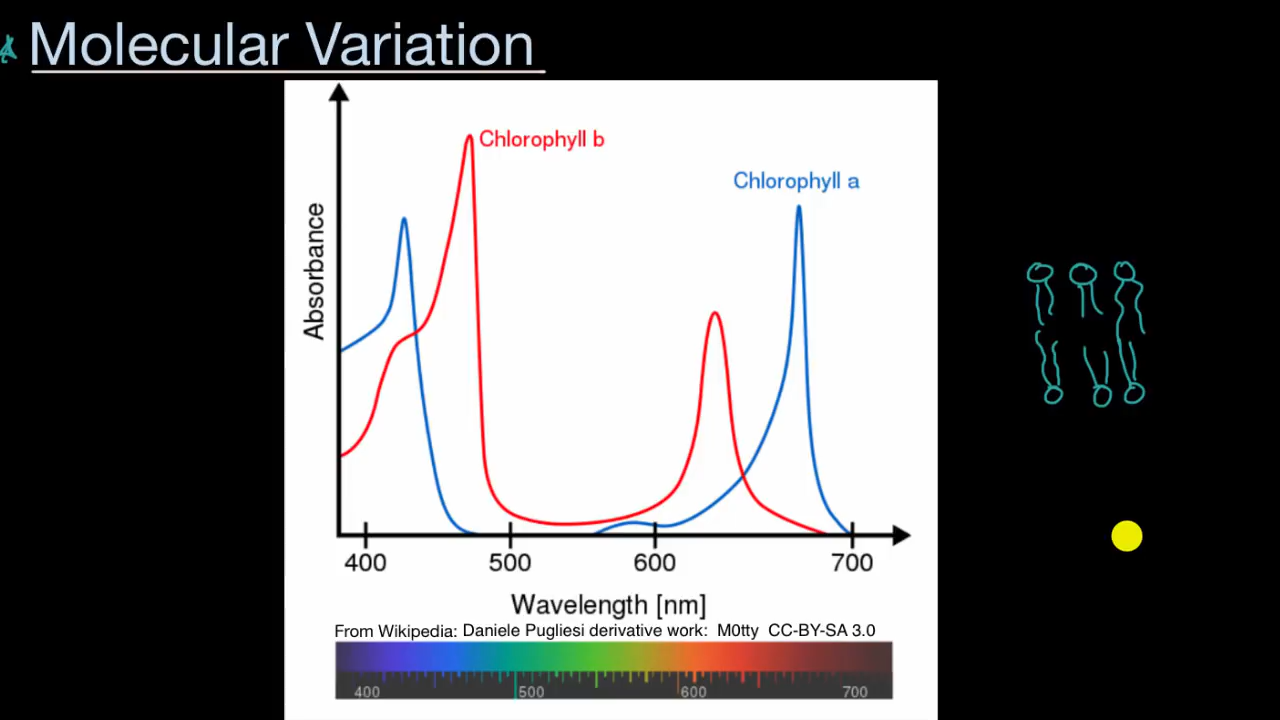 Molecular Variation
Chlorophyll b
Chlorophyll a
Absorbance
400 500 600 700
Wavelength [nm]
From Wikipedia: Daniele Pugliesi derivative work: M0tty CC-BY-SA 3.0
400 500 600 700